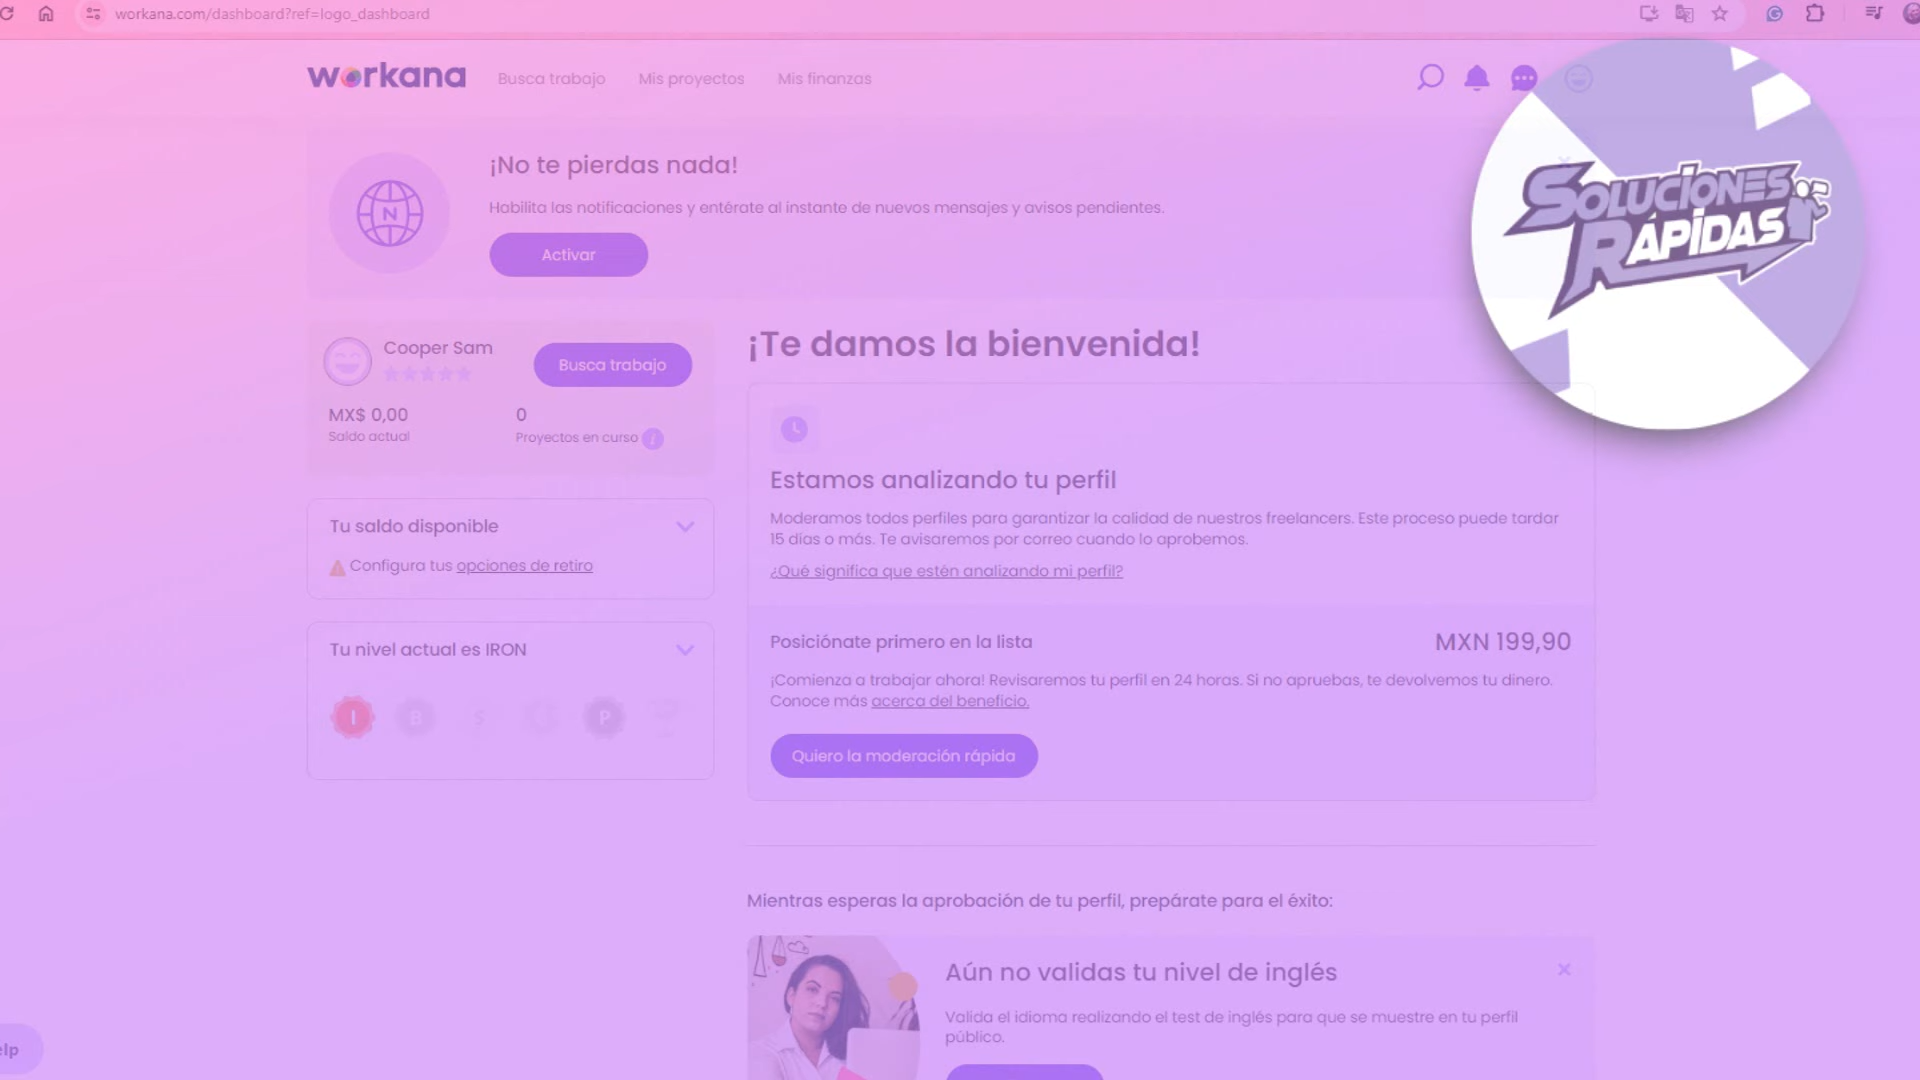 workana.com/dashboard?ref=logo_dashboard
workana
Busca trabajo
Mis proyectos
Mis finanzas
¡No te pierdas nada!
N
Habilita las notificaciones y entérate al instante de nuevos mensajes y avisos pendientes.
Activar
SOLUCIONES
RÁPIDAS
Cooper Sam
Busca trabajo
MX$ 0,00
0
Saldo actual
Proyectos en curso i
Tu saldo disponible
Configura tus opciones de retiro
Tu nivel actual es IRON
I B S P
¡Te damos la bienvenida!
Estamos analizando tu perfil
Moderamos todos perfiles para garantizar la calidad de nuestros freelancers. Este proceso puede tardar
15 días o más. Te avisaremos por correo cuando lo aprobemos.
¿Qué significa que estén analizando mi perfil?
Posiciónate primero en la lista
MXN 199,90
¡Comienza a trabajar ahora! Revisaremos tu perfil en 24 horas. Si no apruebas, te devolvemos tu dinero.
Conoce más acerca del beneficio.
Quiero la moderación rápida
Mientras esperas la aprobación de tu perfil, prepárate para el éxito:
Aún no validas tu nivel de inglés
Valida el idioma realizando el test de inglés para que se muestre en tu perfil
público.
elp